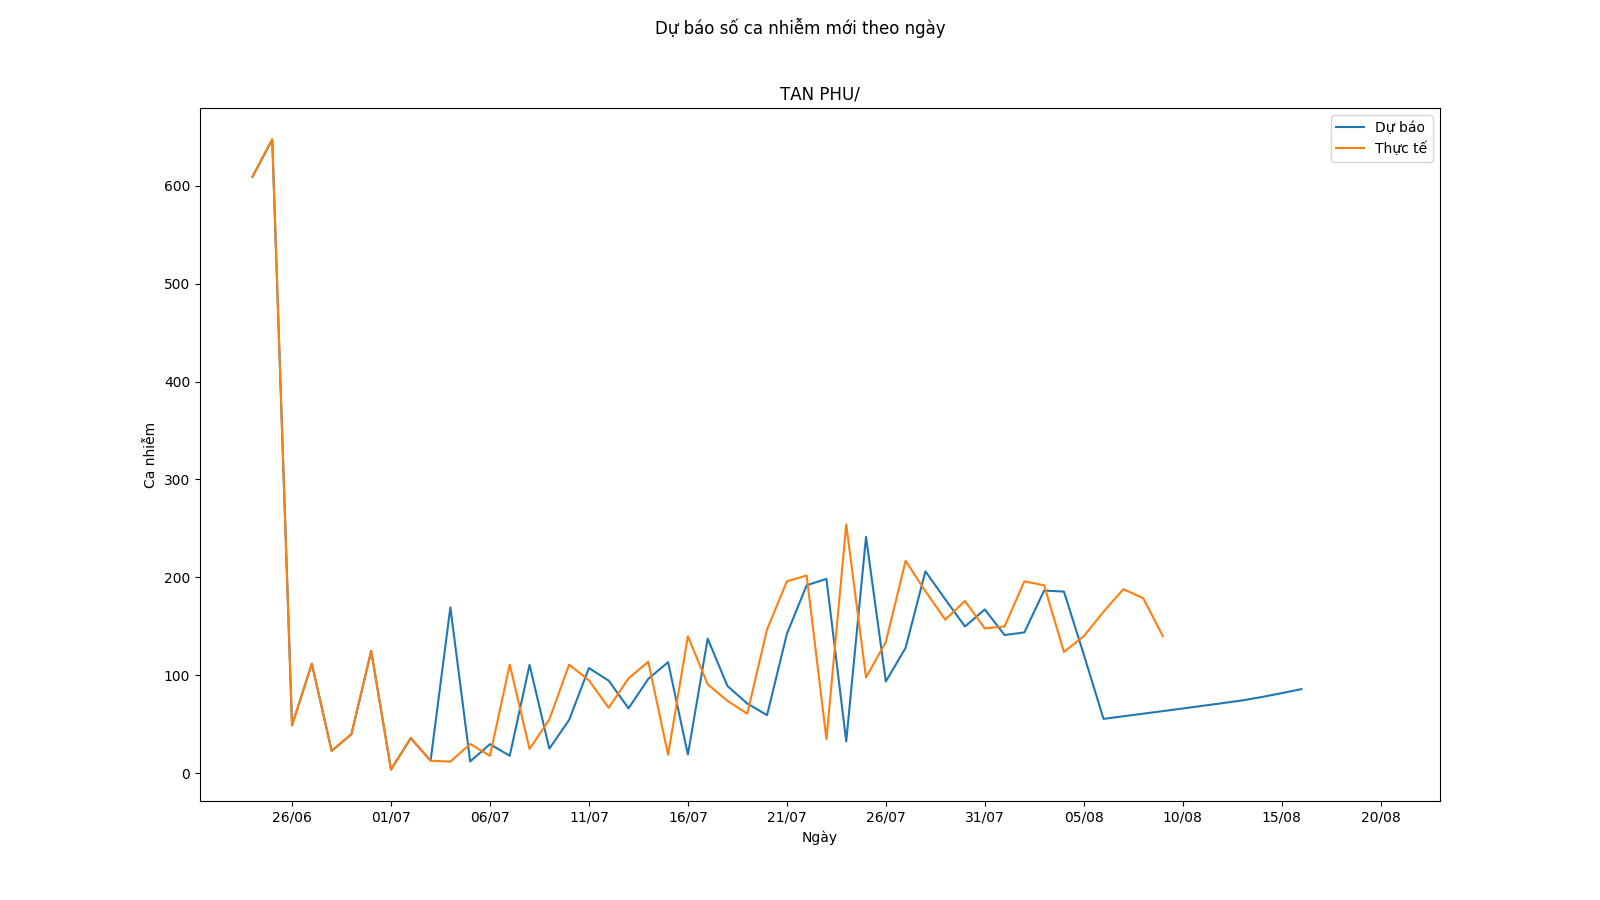 Dự báo số ca nhiễm mới theo ngày
TAN PHU/
Dự báo
Thực tế
600
500
400
300
200
100
0
Ca nhiễm
26/06 01/07 06/07 11/07 16/07 21/07 26/07 31/07 05/08 10/08 15/08 20/08
Ngày